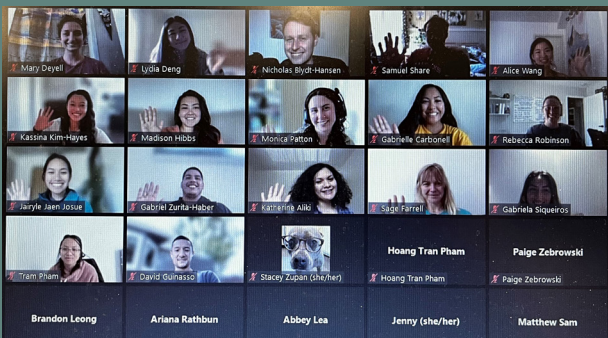 Mary Deyell
Lydia Deng
Nicholas Blydt-Hansen
Samuel Share
Alice Wang
Kassina Kim-Hayes
Madison Hibbs
Monica Patton
Gabrielle Carbonell
Rebecca Robinson
Jairyle Jaen Josue
Gabriel Zurita-Haber
Katherine Aliki
Sage Farrell
Gabriela Siqueiros
Tram Pham
David Guinasso
Stacey Zupan (she/her)
Hoang Tran Pham
Hoang Tran Pham
Paige Zebrowski
Paige Zebrowski
Brandon Leong
Ariana Rathbun
Abbey Lea
Jenny (she/her)
Matthew Sam